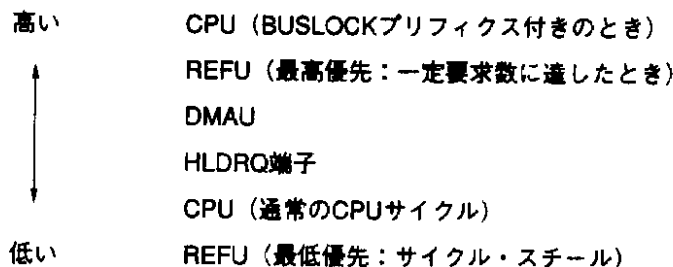 高い CPU（BUSLOCKプリフィクス付きのとき）
REFU（最高優先：一定要求数に達したとき）
DMAU
HLDRQ端子
CPU（通常のCPUサイクル）
低い REFU（最低優先：サイクル・スチール）